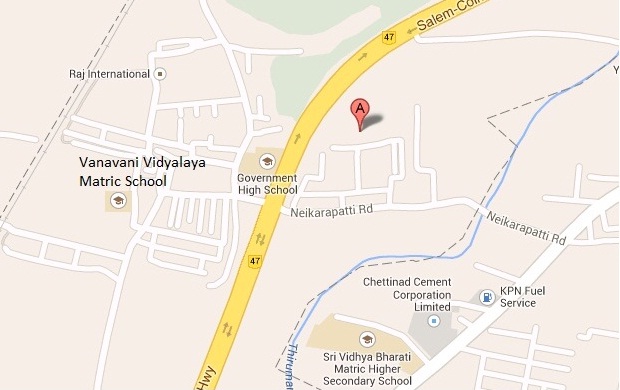 Salem-Coi
47
Raj International
A
Vanavani Vidyalaya
Matric School
Government
High School
Neikarapatti Rd
Neikarapatti Rd
47
Chettinad Cement
Corporation
Limited
KPN Fuel
Service
Sri Vidhya Bharati
Matric Higher
Secondary School
Thiruma
Hwy